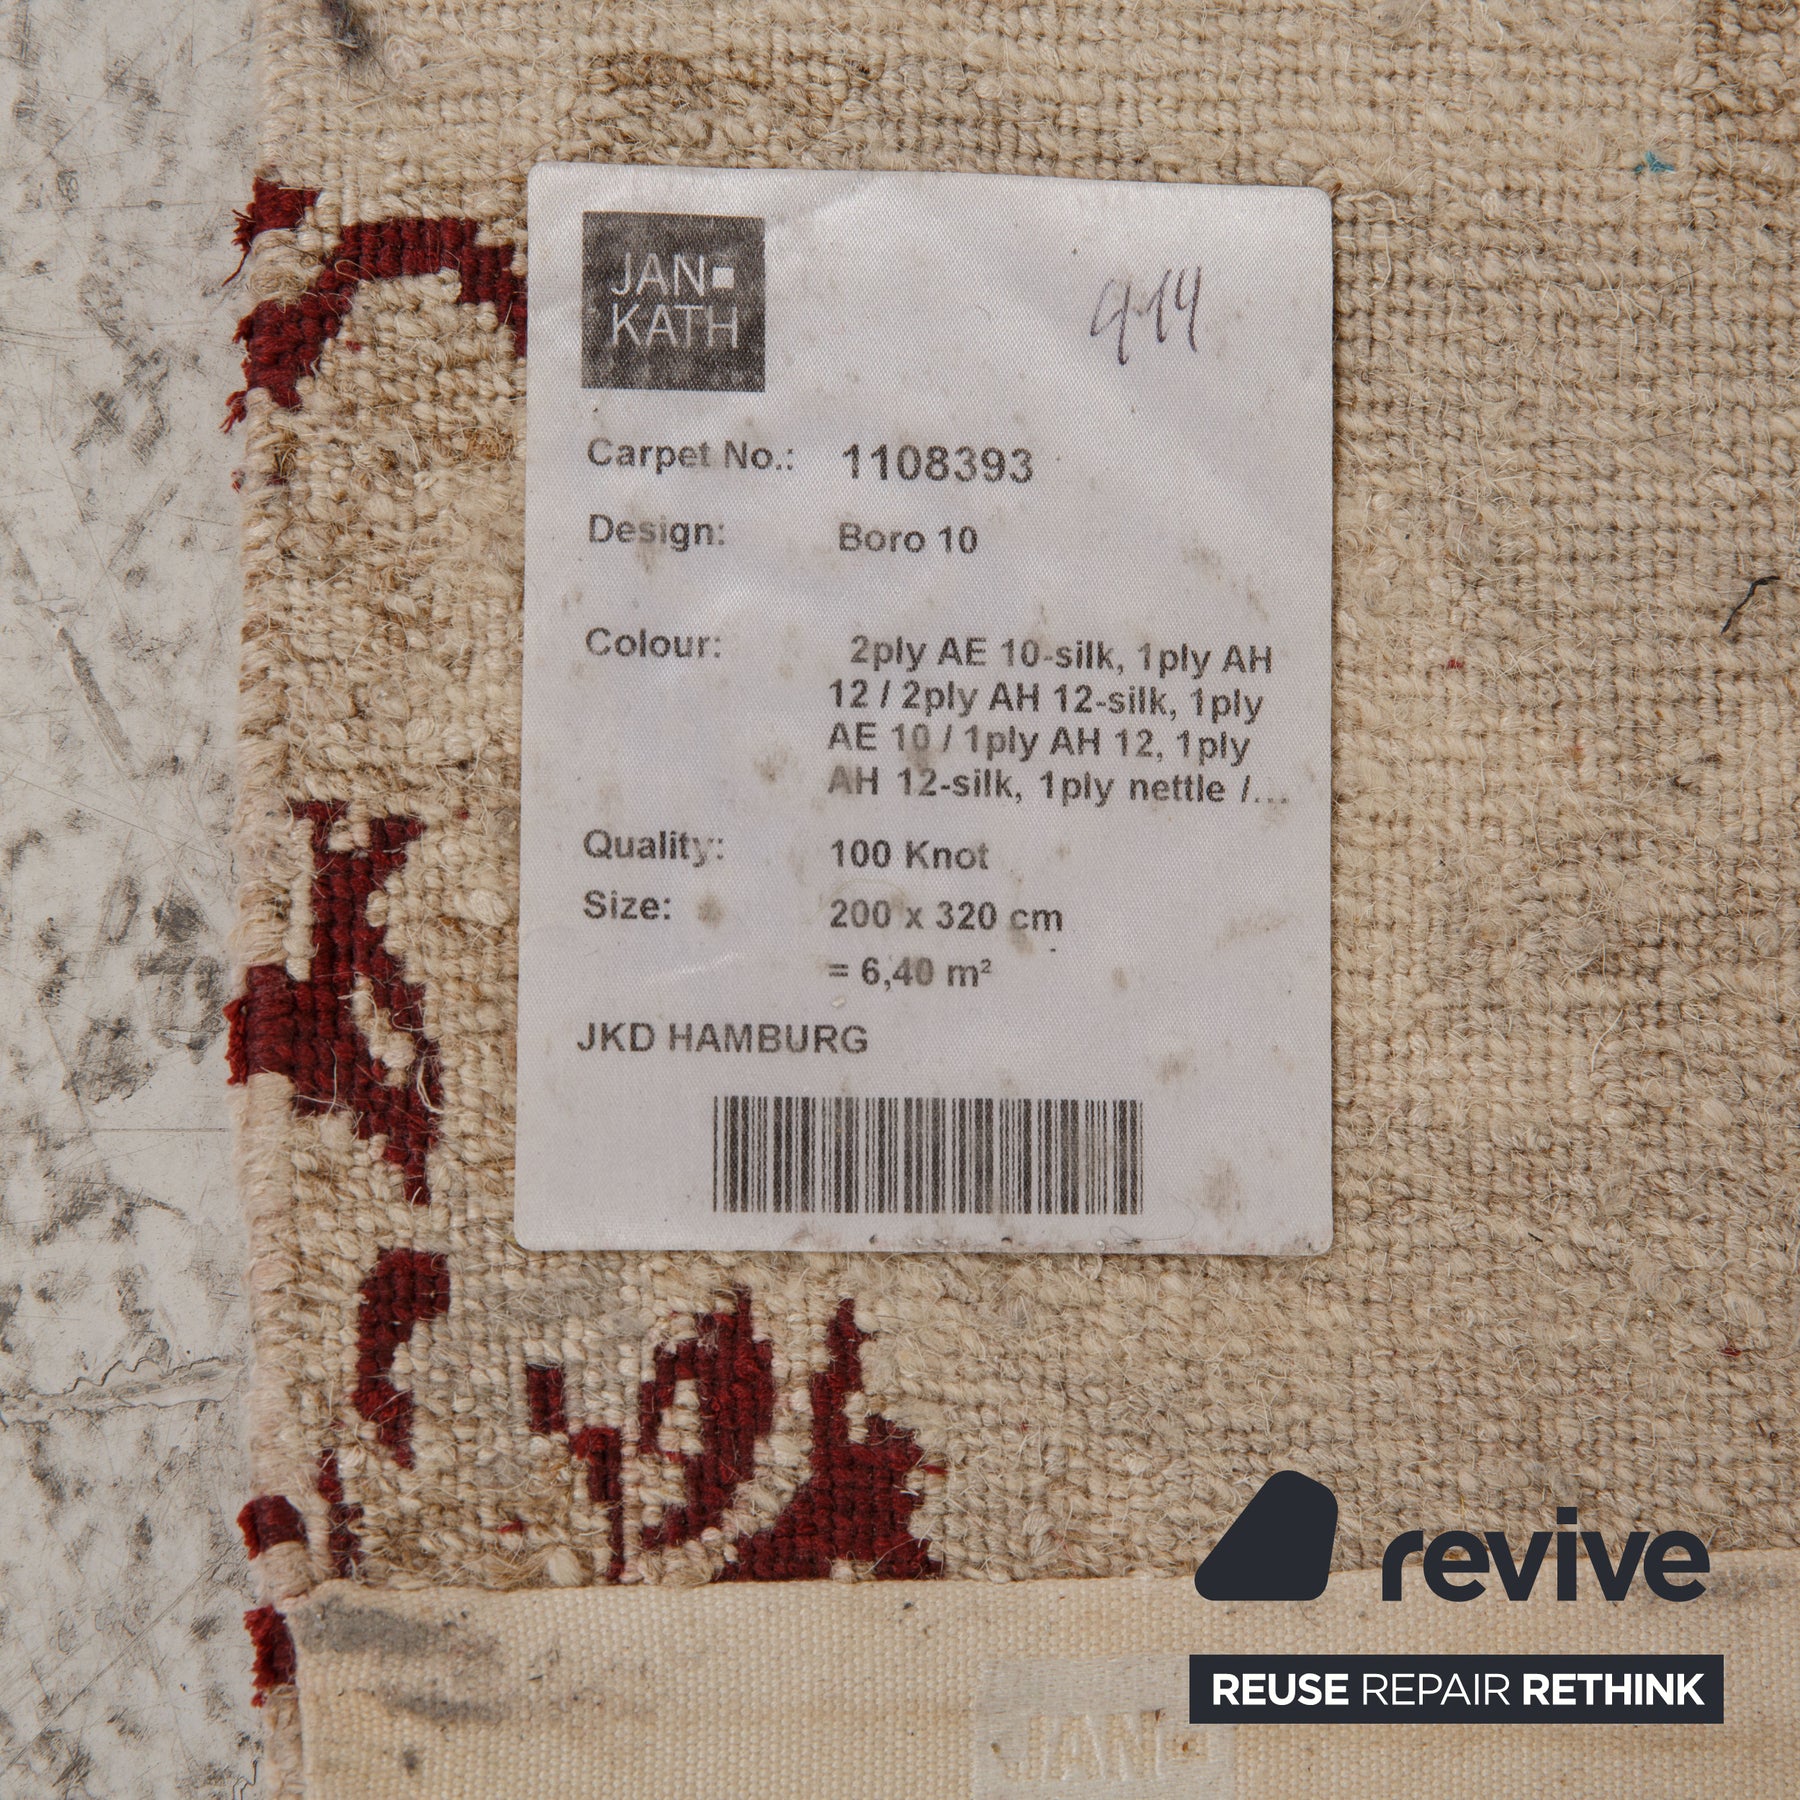 JAN
KATH
Carpet No.: 1108393
Design: Boro 10
Colour: 2ply AE 10-silk, 1ply AH
12 / 2ply AH 12-silk, 1ply
AE 10 / 1ply AH 12, 1ply
AH 12-silk, 1ply nettle /...
Quality: 100 Knot
Size: 200 x 320 cm
= 6,40 m²
JKD HAMBURG
revive
REUSE REPAIR RETHINK
JAN